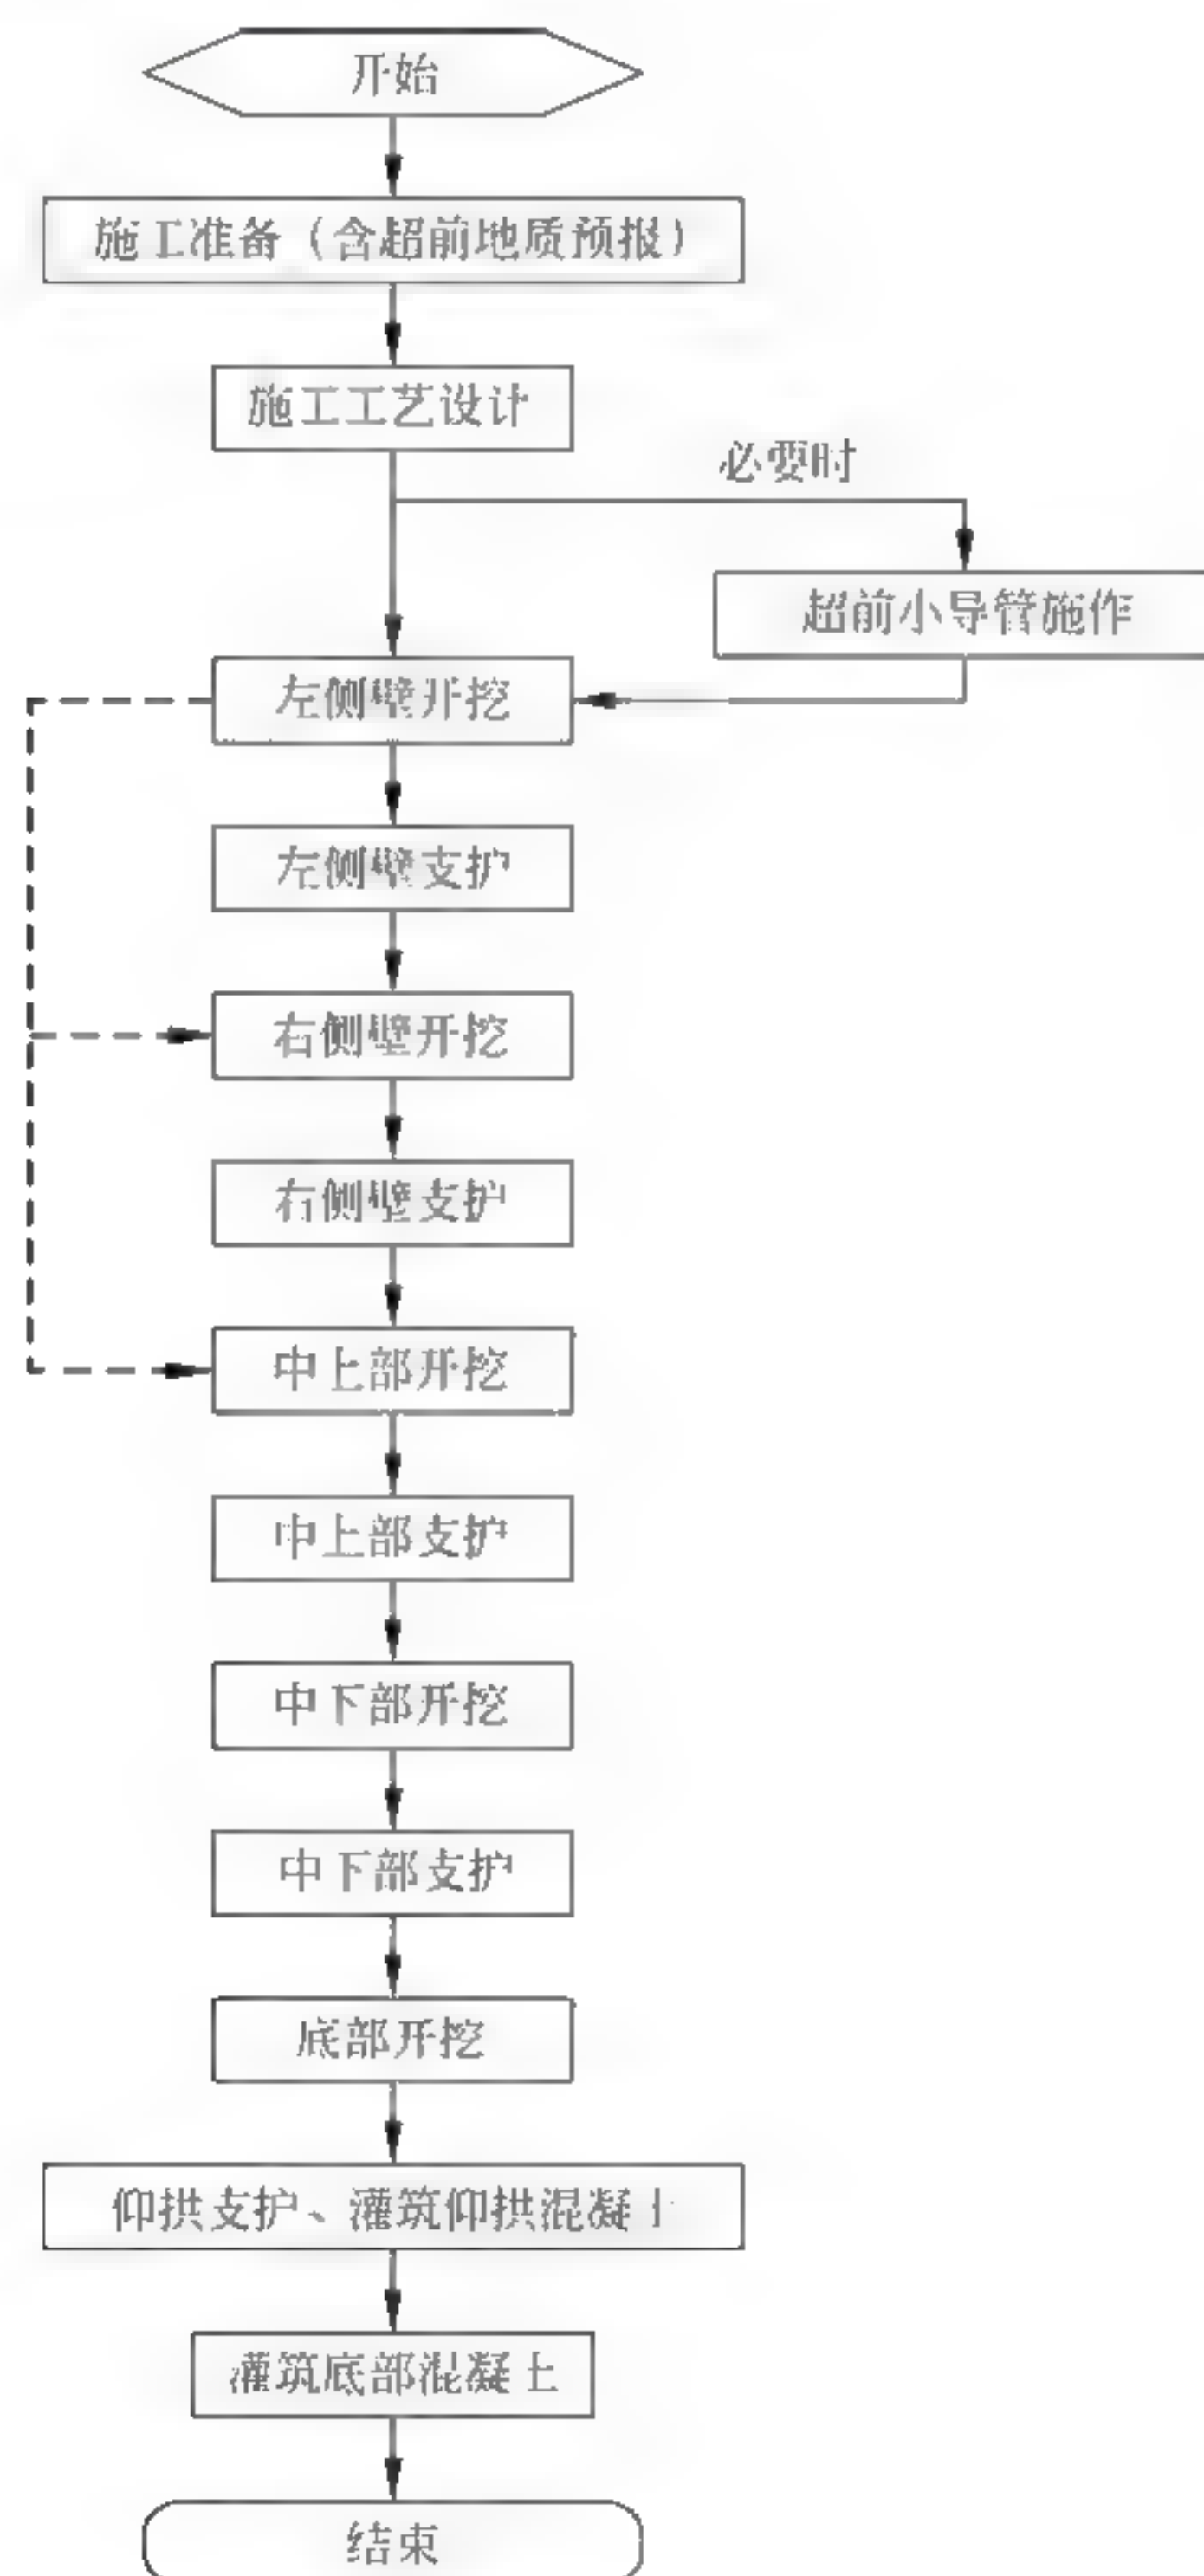 开始
施工准备（含超前地质预报）
施工工艺设计
必要时
超前小导管施作
左侧壁开挖
左侧壁支护
右侧壁开挖
右侧壁支护
中上部开挖
中上部支护
中下部开挖
中下部支护
底部开挖
仰拱支护、灌筑仰拱混凝土
灌筑底部混凝土
结束